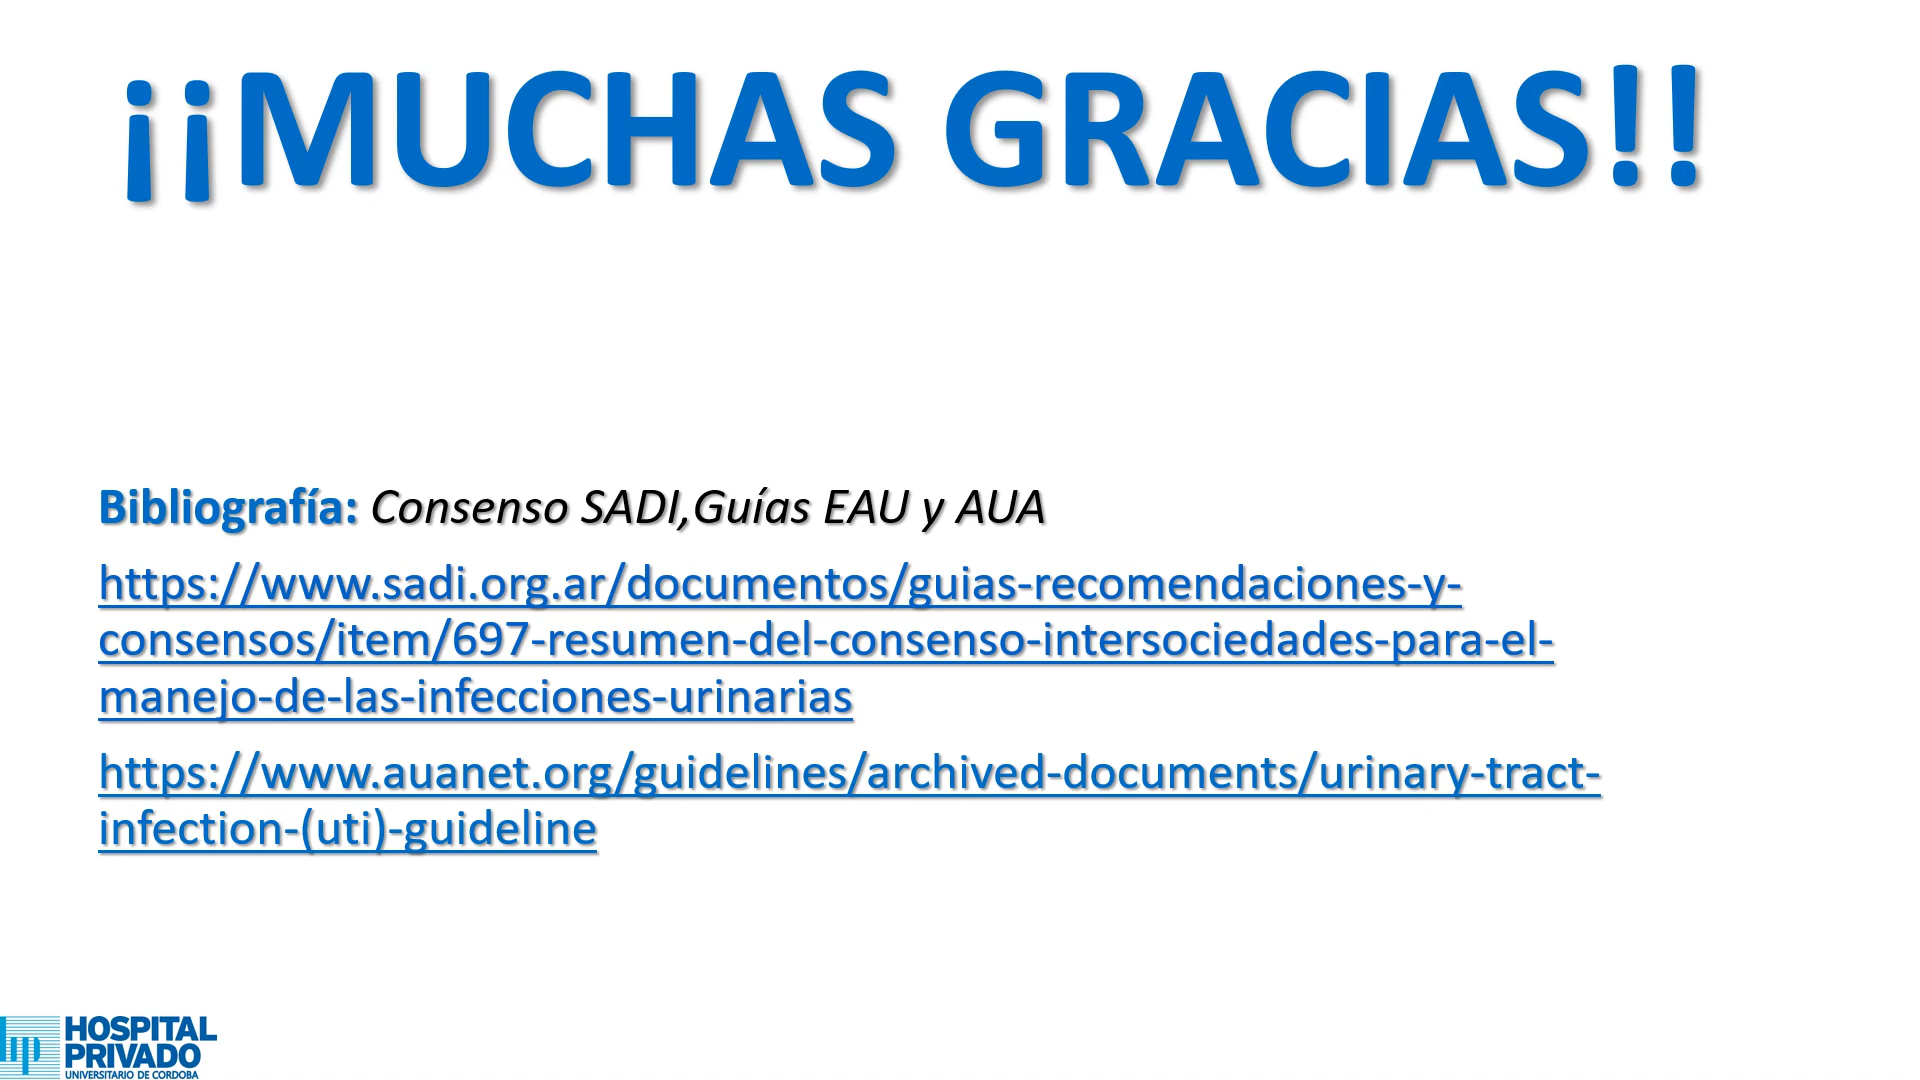 ¡¡MUCHAS GRACIAS!!
Bibliografía: Consenso SADI,Guías EAU y AUA
https://www.sadi.org.ar/documentos/guias-recomendaciones-y-
consensos/item/697-resumen-del-consenso-intersociedades-para-el-
manejo-de-las-infecciones-urinarias
https://www.auanet.org/guidelines/archived-documents/urinary-tract-
infection-(uti)-guideline
hp
HOSPITAL
PRIVADO
UNIVERSITARIO DE CORDOBA